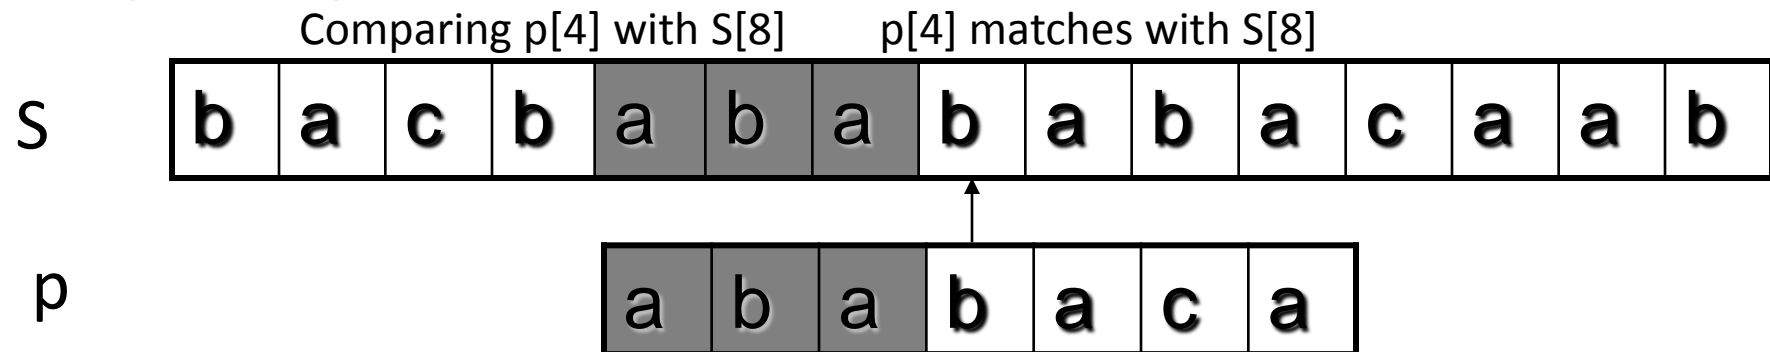 Comparing p[4] with S[8] p[4] matches with S[8]
S b a c b a b a b a b a c a a b
p a b a b a c a